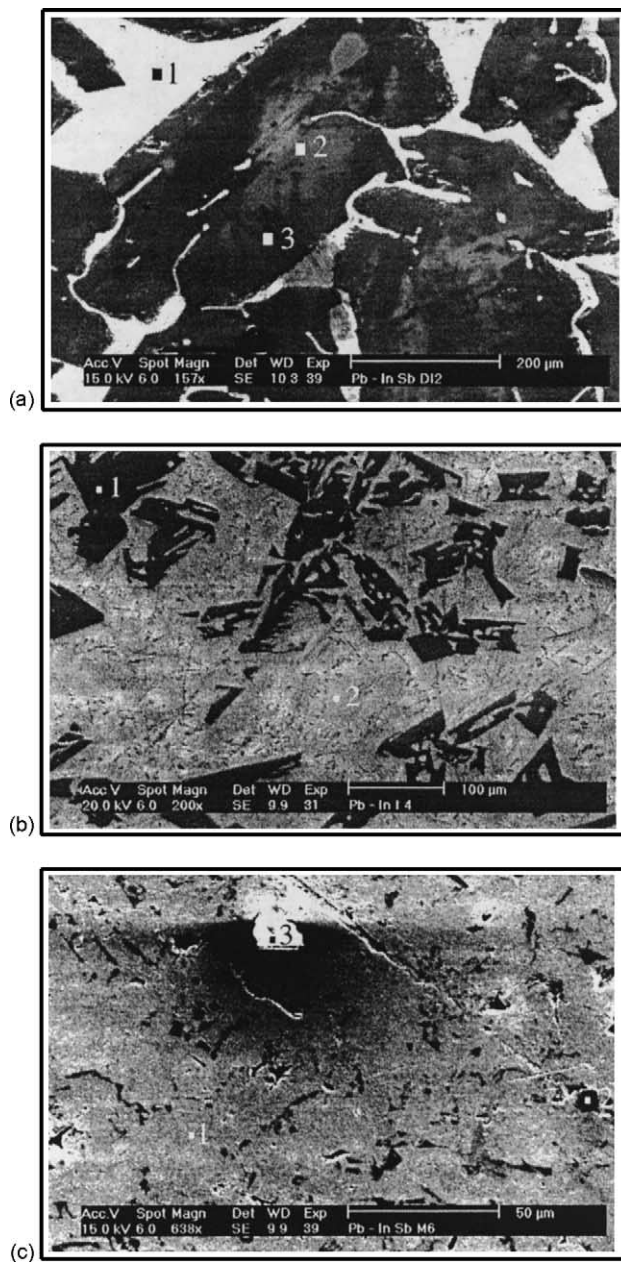 1
2
3
Acc.V Spot Magn Det WD Exp 200 µm
15.0 kV 6.0 157x SE 10.3 39 Pb - In Sb DI2
(a)
1
2
Acc.V Spot Magn Det WD Exp 100 µm
20.0 kV 6.0 200x SE 9.9 31 Pb - In I 4
(b)
3
1
Acc.V Spot Magn Det WD Exp 50 µm
15.0 kV 6.0 638x SE 9.9 39 Pb - In Sb M6
(c)